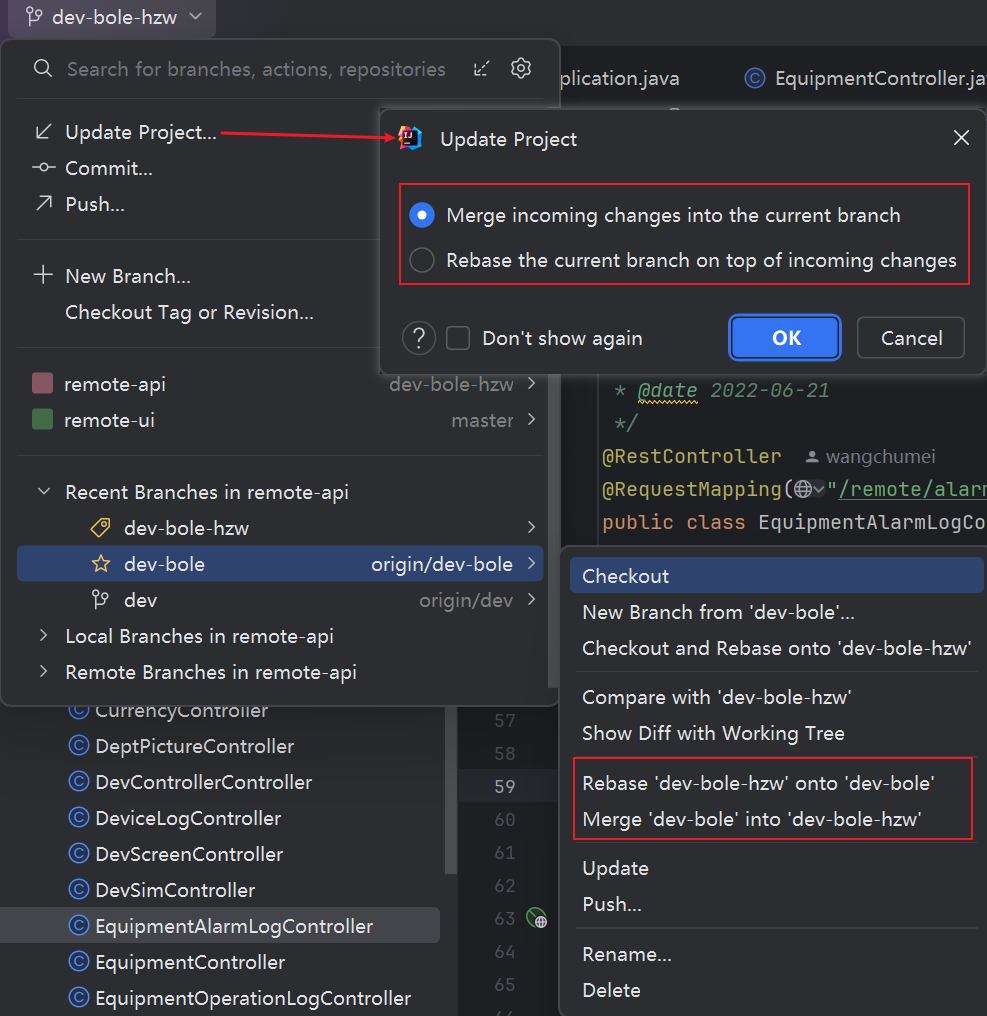 dev-bole-hzw
Search for branches, actions, repositories
plication.java
EquipmentController.ja
Update Project...
Commit...
Push...
Update Project
Merge incoming changes into the current branch
Rebase the current branch on top of incoming changes
?
Don't show again
OK
Cancel
New Branch...
Checkout Tag or Revision...
remote-api dev-bole-hzw
remote-ui master
* @date 2022-06-21
*/
@RestController wangchumei
@RequestMapping("/remote/alarm
public class EquipmentAlarmLogCo
Recent Branches in remote-api
dev-bole-hzw
dev-bole origin/dev-bole
dev origin/dev
Local Branches in remote-api
Remote Branches in remote-api
Checkout
New Branch from 'dev-bole'...
Checkout and Rebase onto 'dev-bole-hzw'
Compare with 'dev-bole-hzw'
Show Diff with Working Tree
Rebase 'dev-bole-hzw' onto 'dev-bole'
Merge 'dev-bole' into 'dev-bole-hzw'
Update
Push...
Rename...
Delete
CurrencyController
DeptPictureController
DevControllerController
DeviceLogController
DevScreenController
DevSimController
EquipmentAlarmLogController
EquipmentController
EquipmentOperationLogController
57
58
59
60
61
62
63
64
65